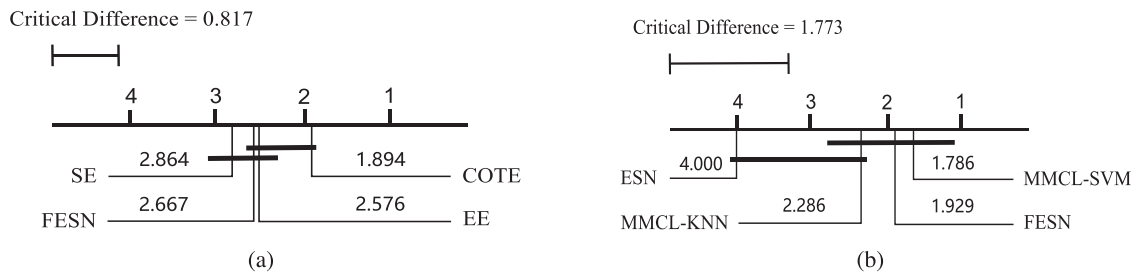 Critical Difference = 0.817
4 3 2 1
SE 2.864 1.894 COTE
FESN 2.667 2.576 EE
(a)
Critical Difference = 1.773
4 3 2 1
ESN 4.000 1.786 MMCL-SVM
MMCL-KNN 2.286 1.929 FESN
(b)